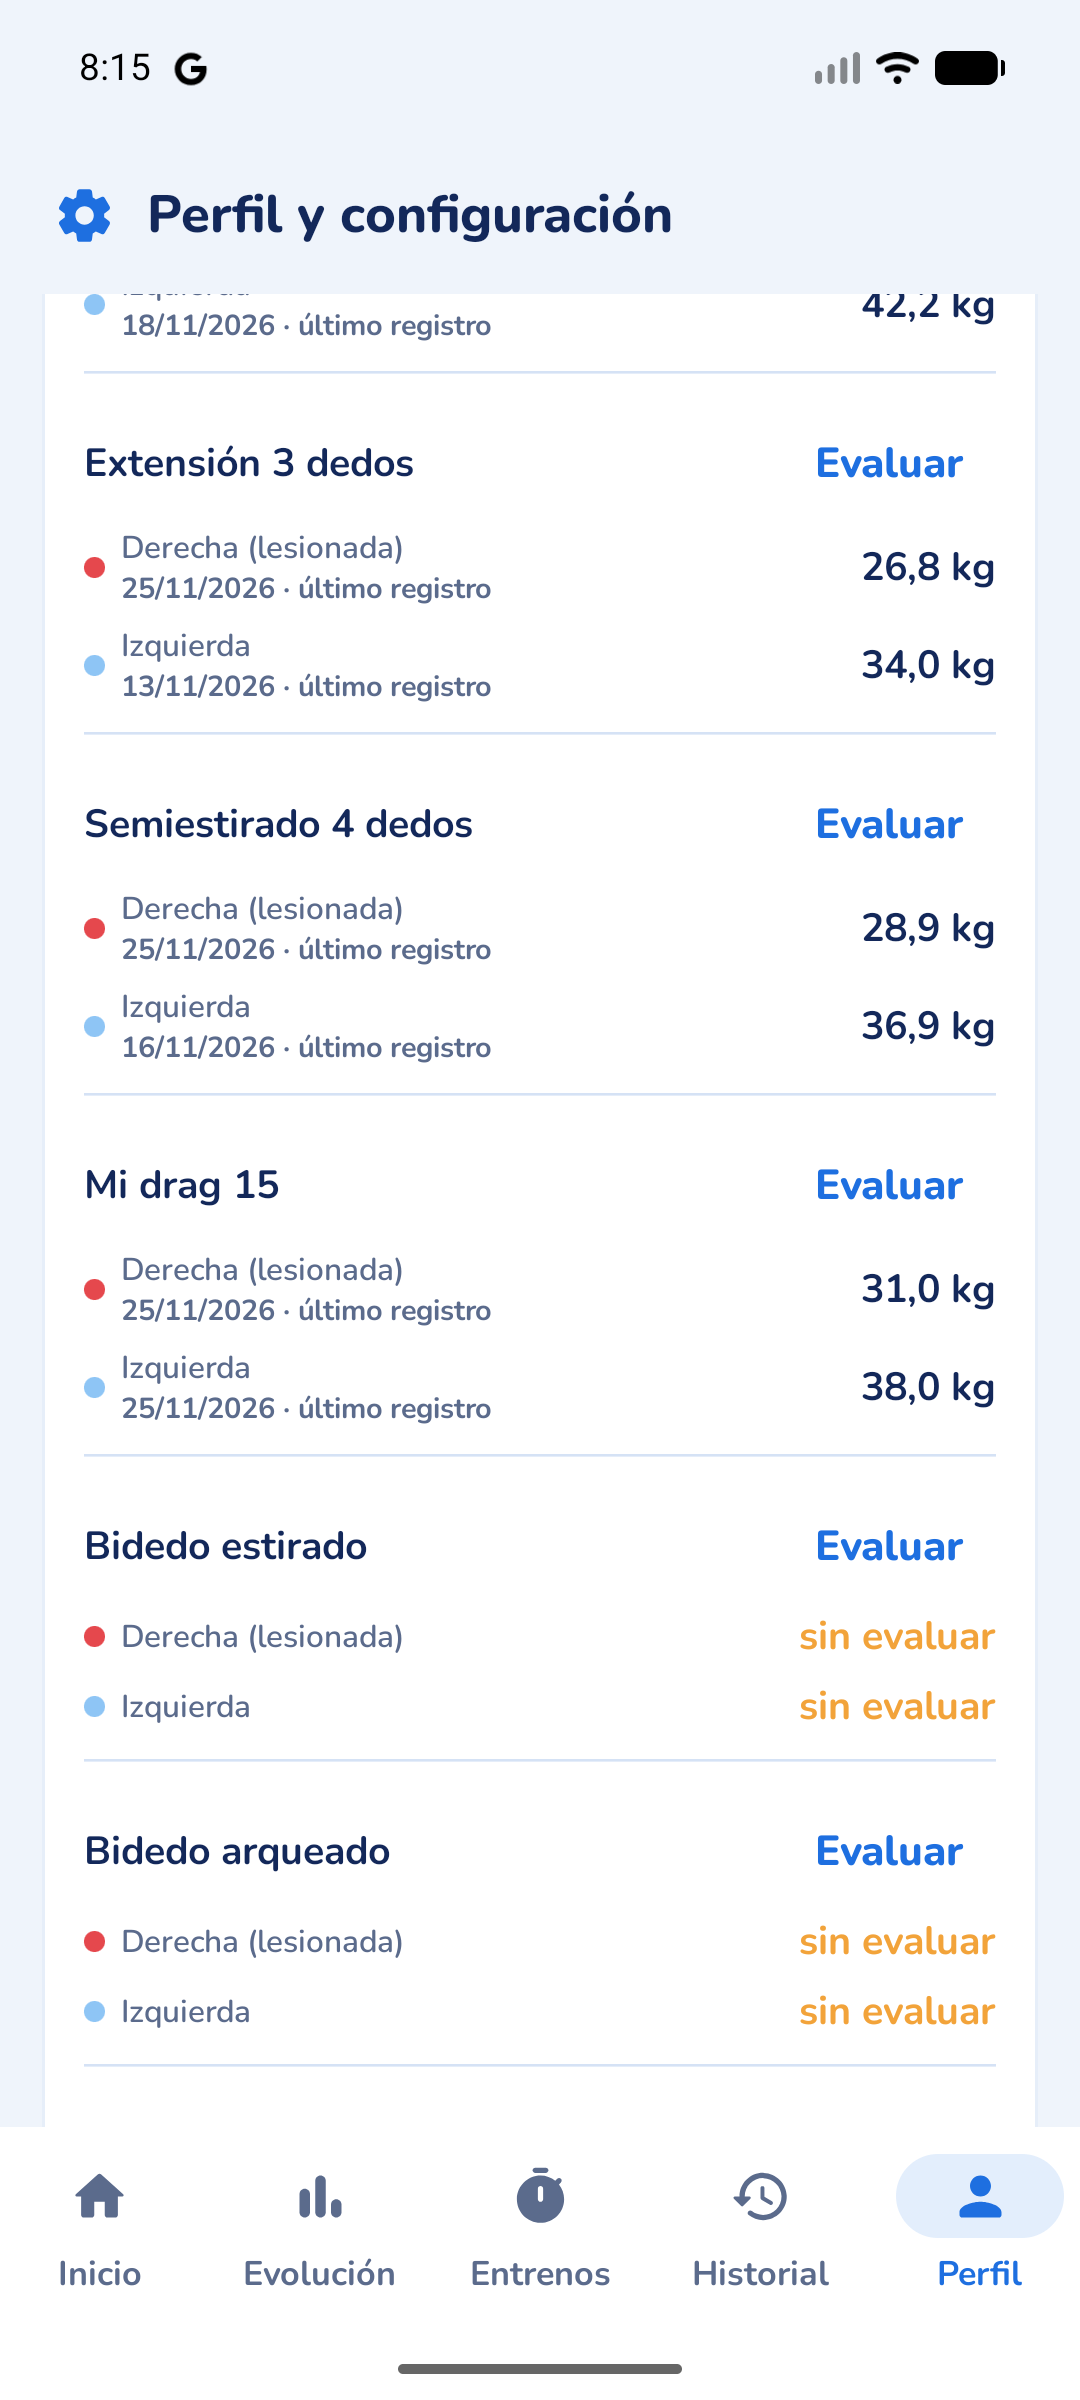 8:15
Perfil y configuración
42,2 kg
18/11/2026 · último registro
Extensión 3 dedos
Evaluar
Derecha (lesionada)
25/11/2026 · último registro
26,8 kg
Izquierda
13/11/2026 · último registro
34,0 kg
Semiestirado 4 dedos
Evaluar
Derecha (lesionada)
25/11/2026 · último registro
28,9 kg
Izquierda
16/11/2026 · último registro
36,9 kg
Mi drag 15
Evaluar
Derecha (lesionada)
25/11/2026 · último registro
31,0 kg
Izquierda
25/11/2026 · último registro
38,0 kg
Bidedo estirado
Evaluar
Derecha (lesionada)
sin evaluar
Izquierda
sin evaluar
Bidedo arqueado
Evaluar
Derecha (lesionada)
sin evaluar
Izquierda
sin evaluar
Inicio
Evolución
Entrenos
Historial
Perfil